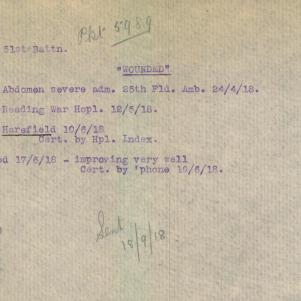 Pkt 5989
51st Battn.
"WOUNDED"
Abdomen severe adm. 25th Fld. Amb. 24/4/18.
Reading War Hopl. 12/5/18.
Harefield 10/6/18
Cert. by Hpl. Index.
ed 17/6/18 - improving very well
Cert. by 'phone 19/6/18.
Sent
18/9/18.